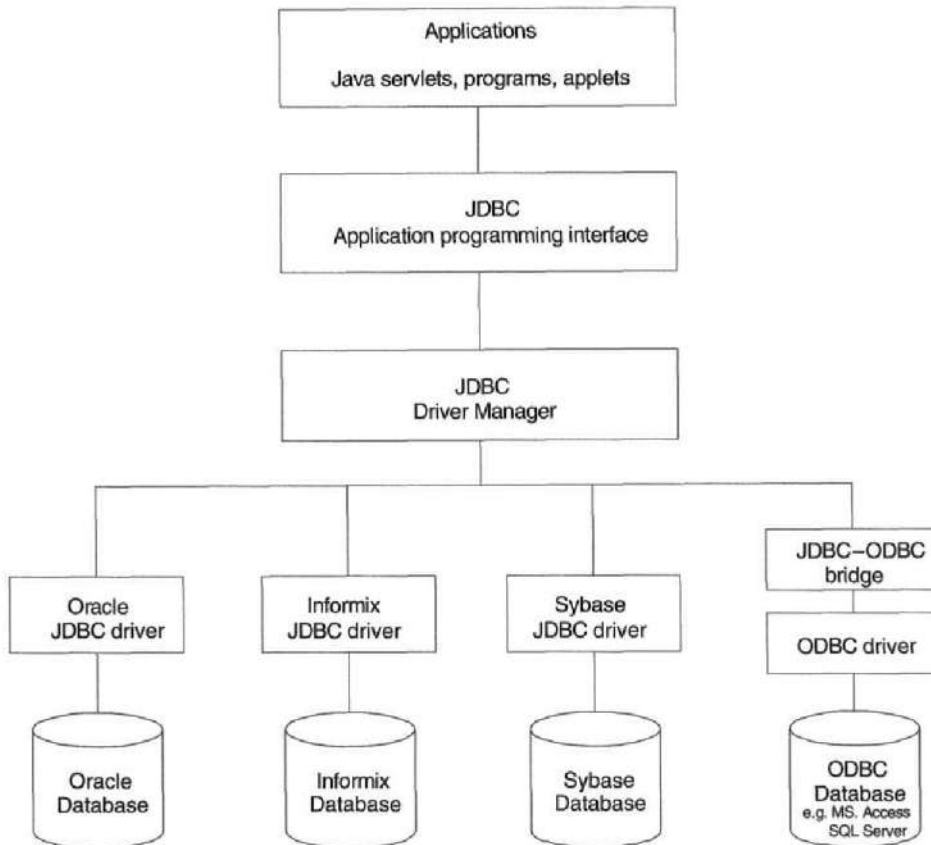 Applications
Java servlets, programs, applets
JDBC
Application programming interface
JDBC
Driver Manager
JDBC–ODBC
bridge
Oracle
JDBC driver
Informix
JDBC driver
Sybase
JDBC driver
ODBC driver
Oracle
Database
Informix
Database
Sybase
Database
ODBC
Database
e.g. MS. Access
SQL Server